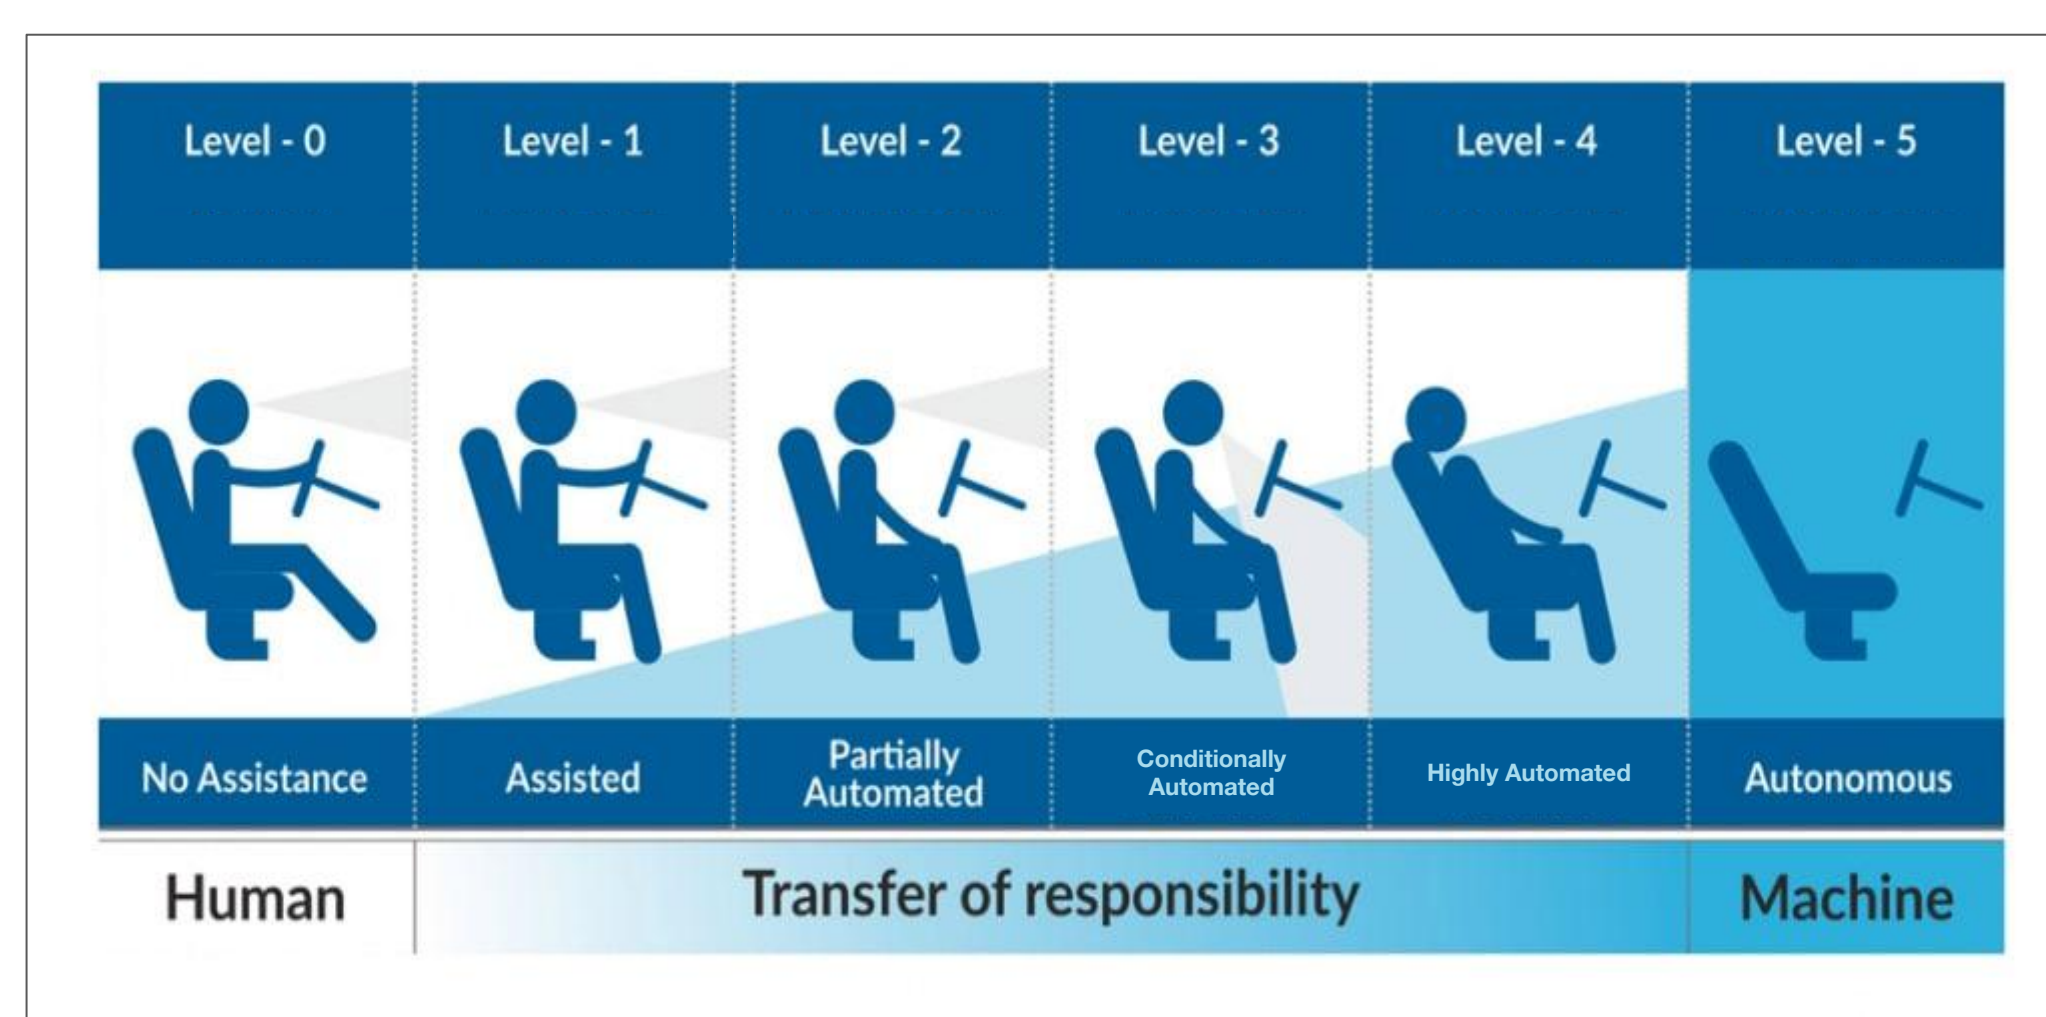 Level - 0
Level - 1
Level - 2
Level - 3
Level - 4
Level - 5
No Assistance
Assisted
Partially
Automated
Conditionally
Automated
Highly Automated
Autonomous
Human
Transfer of responsibility
Machine